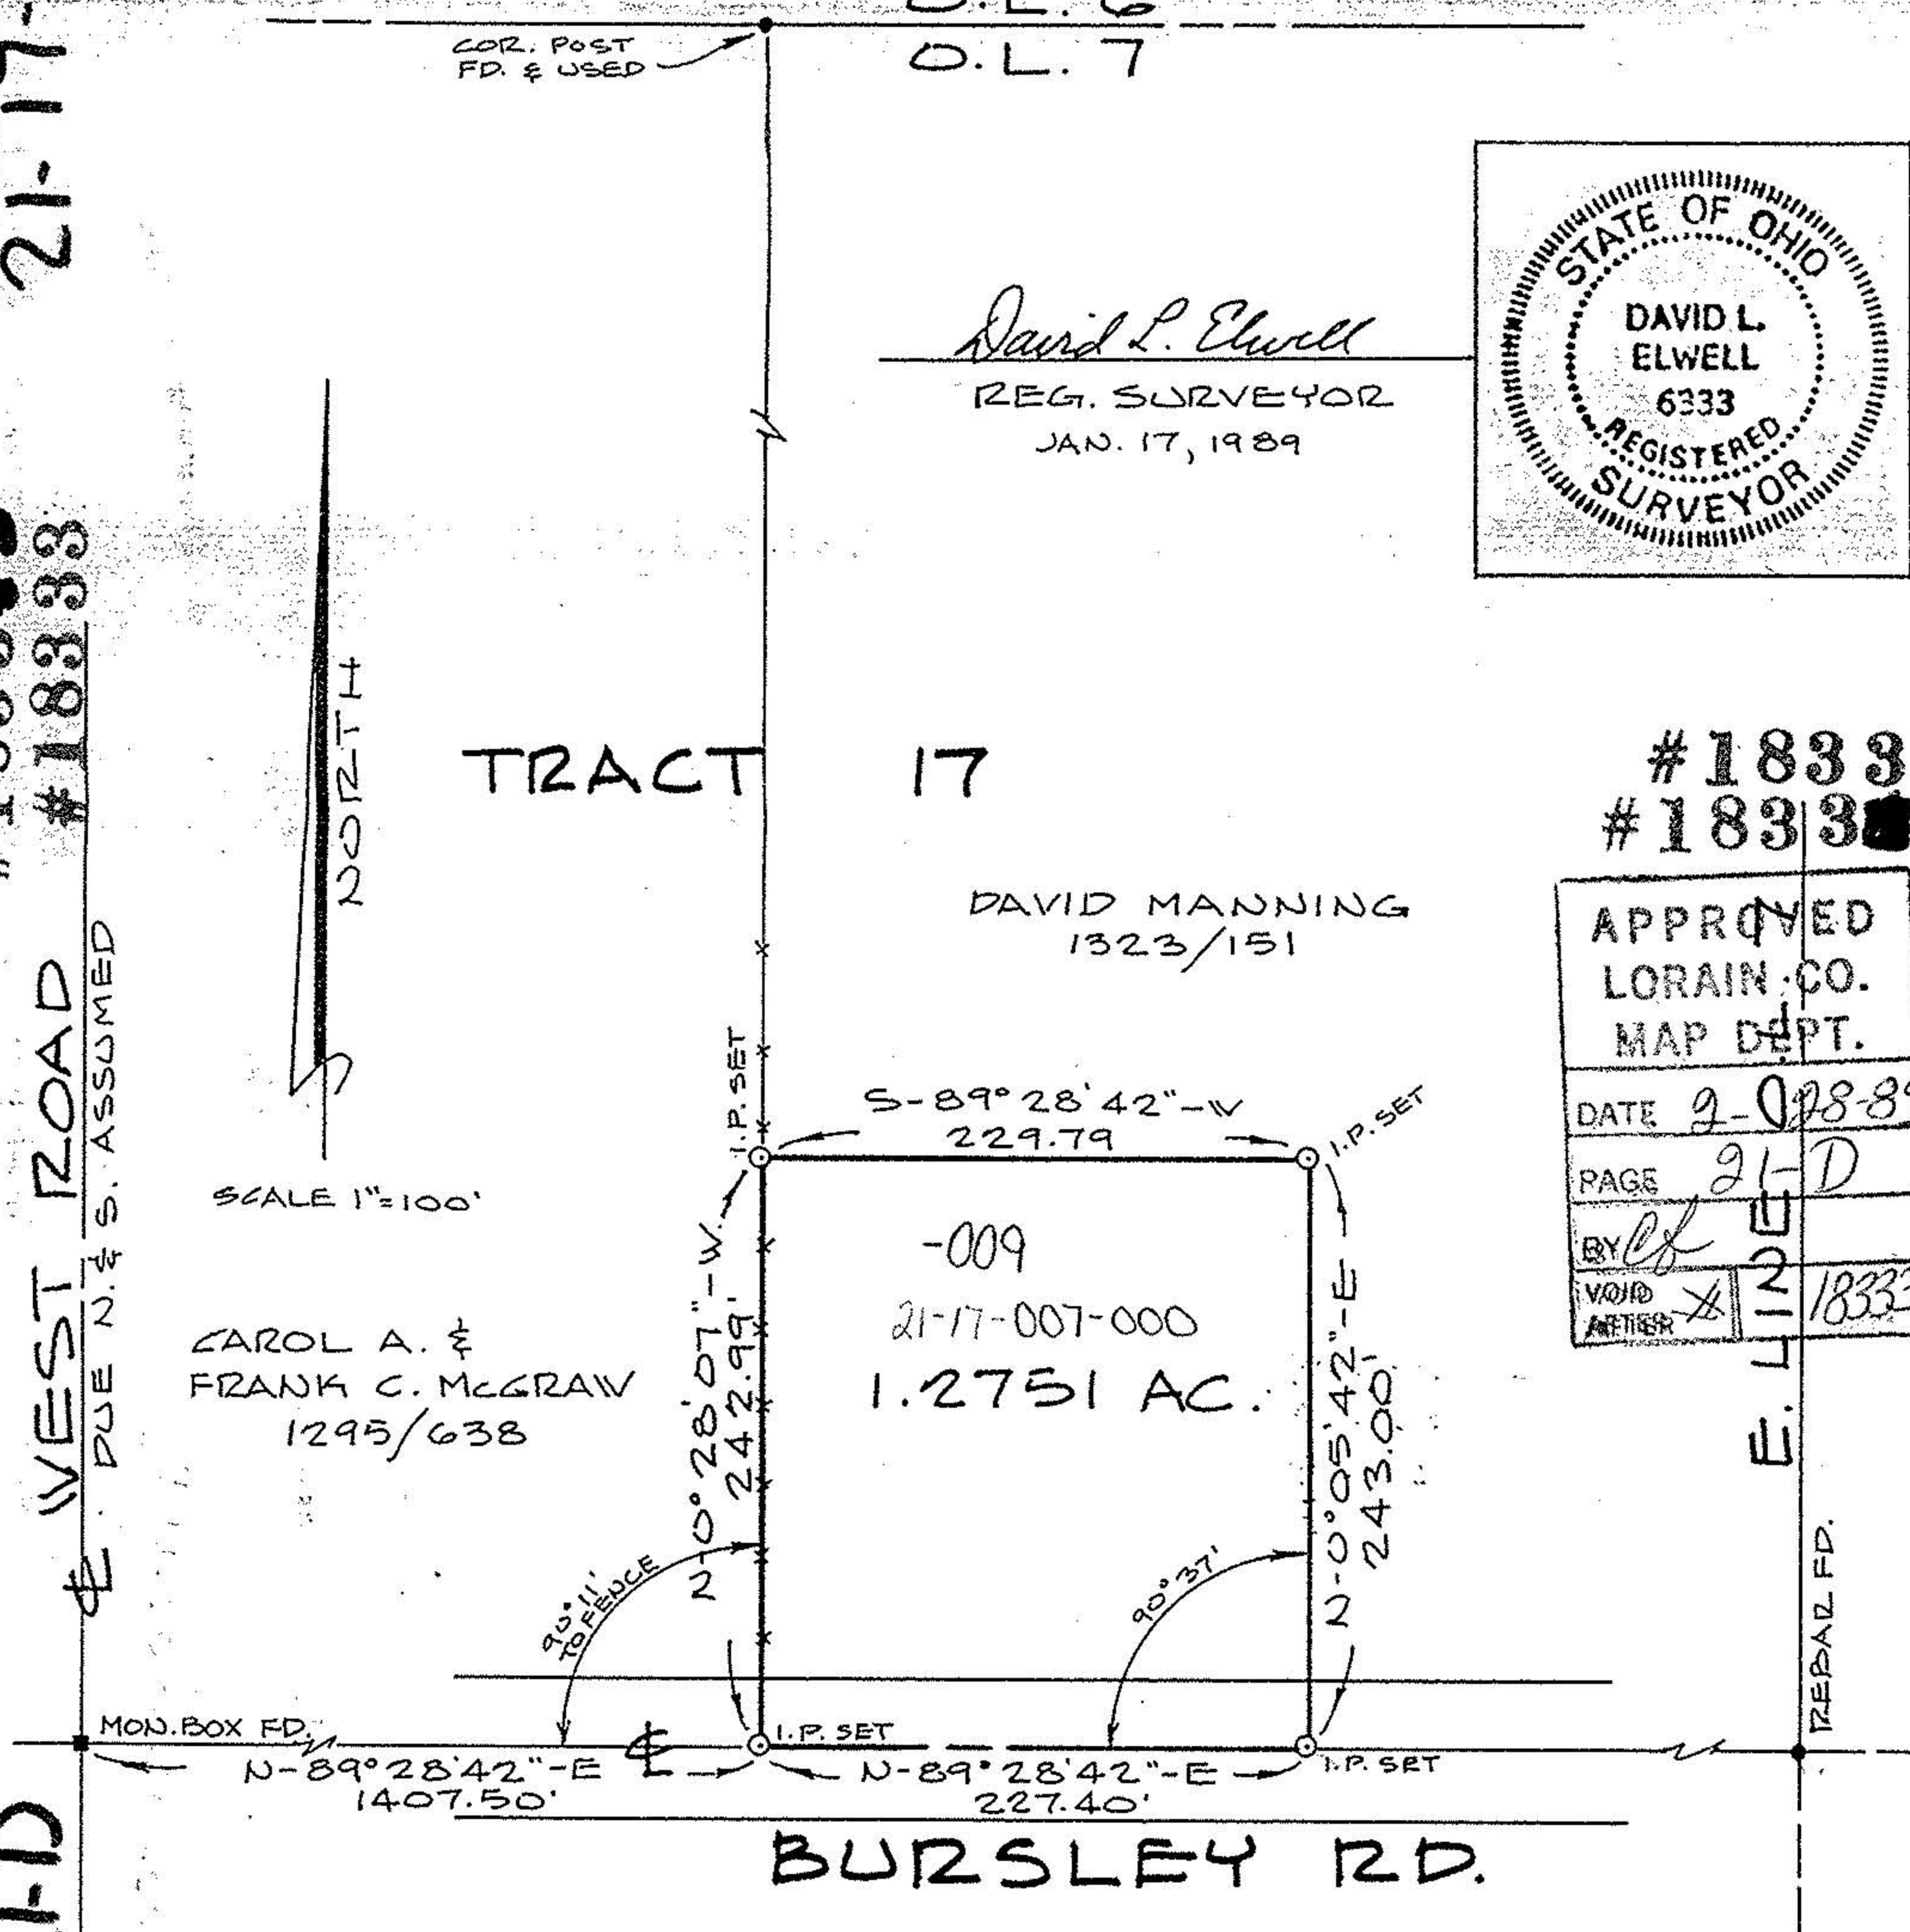 O.L. 6
COR. POST
FD. & USED
O.L. 7
21-17-
STATE OF OHIO
DAVID L.
ELWELL
6333
REGISTERED
SURVEYOR
David L. Elwell
REG. SURVEYOR
JAN. 17, 1989
#18333
NORTH
TRACT 17
#1833
#1833
DAVID MANNING
1323/151
APPROVED
LORAIN CO.
MAP DEPT.
DATE 2-28-89
PAGE 21-D
BY
VOID
AFTER
18333
E. LINE O.L. 7
WEST ROAD
DUE N. & S. ASSUMED
℄
SCALE 1"=100'
I.P. SET
S-89°28'42"-W
229.79
I.P. SET
-009
21-17-007-000
1.2751 AC.
CAROL A. &
FRANK C. McGRAW
1295/638
N-0°28'07"-W
242.99'
N-0°05'42"-E
243.00'
90°11'
TO FENCE
90°37'
REBAR FD.
MON. BOX FD.
I.P. SET
I.P. SET
N-89°28'42"-E
1407.50'
℄
N-89°28'42"-E
227.40'
BURSLEY RD.
1-D